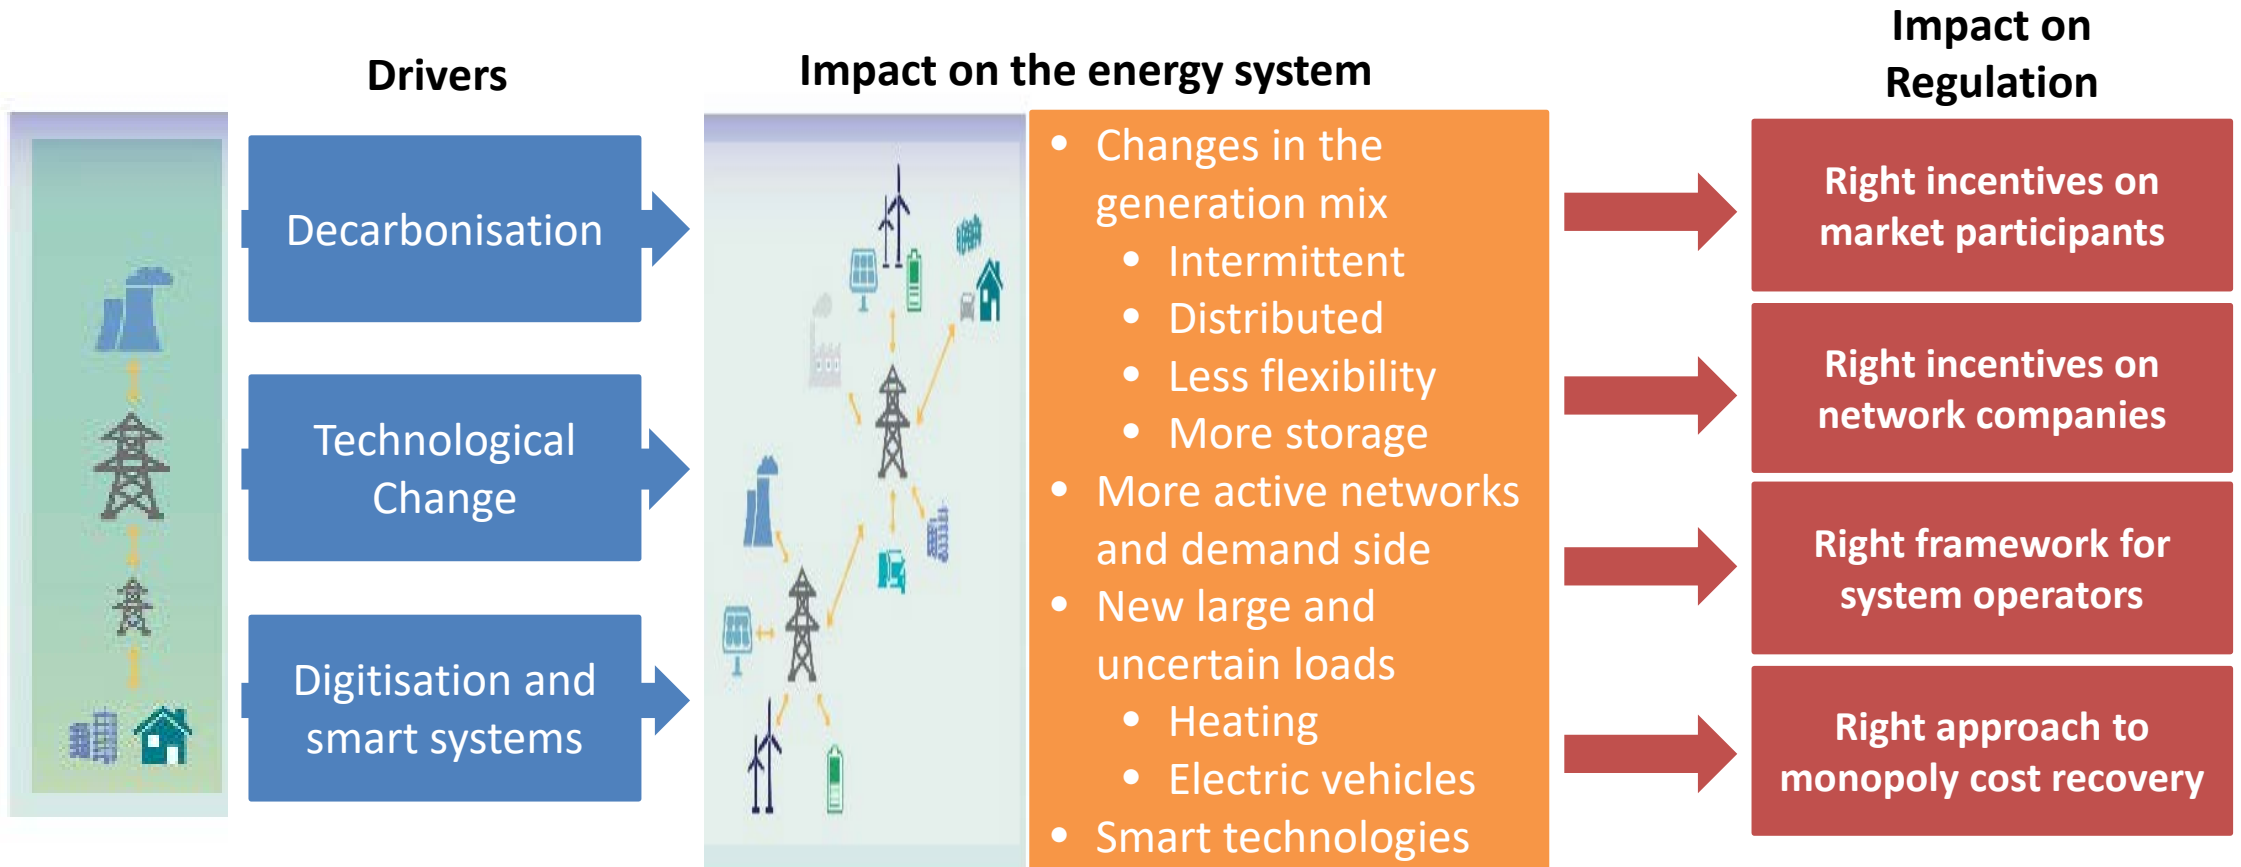 Drivers
Decarbonisation
Technological
Change
Digitisation and
smart systems
Impact on the energy system
• Changes in the
generation mix
• Intermittent
• Distributed
• Less flexibility
• More storage
• More active networks
and demand side
• New large and
uncertain loads
• Heating
• Electric vehicles
• Smart technologies
Impact on
Regulation
Right incentives on
market participants
Right incentives on
network companies
Right framework for
system operators
Right approach to
monopoly cost recovery